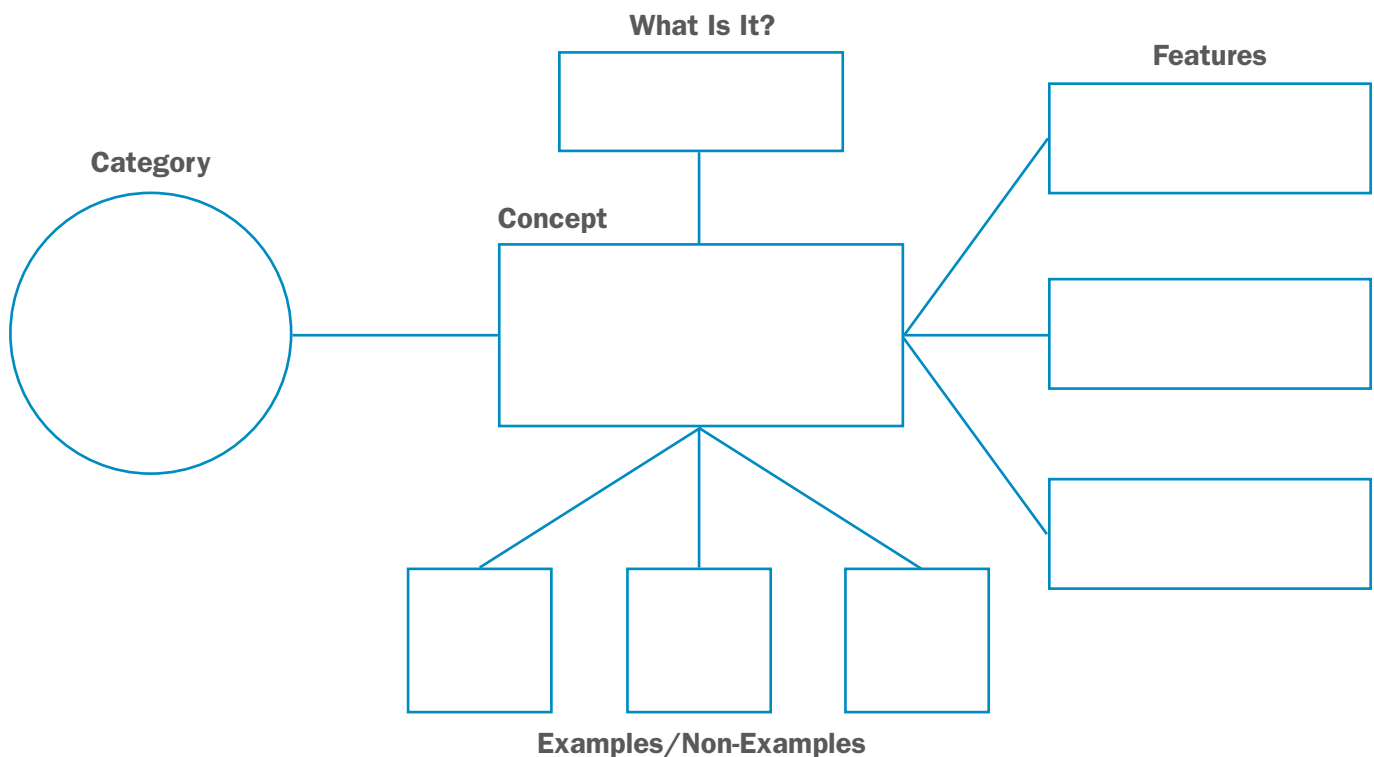 What Is It?
Features
Category
Concept
Examples/Non-Examples